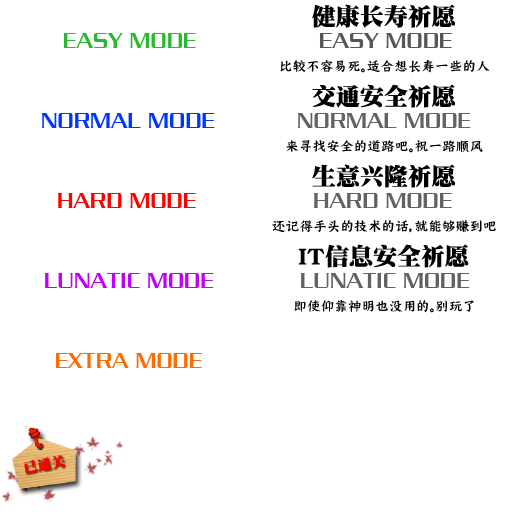 EASY MODE
健康长寿祈愿
EASY MODE
比较不容易死。适合想长寿一些的人
NORMAL MODE
交通安全祈愿
NORMAL MODE
来寻找安全的道路吧。祝一路顺风
HARD MODE
生意兴隆祈愿
HARD MODE
还记得手头的技术的话,就能够赚到吧
LUNATIC MODE
IT信息安全祈愿
LUNATIC MODE
即使仰靠神明也没用的。别玩了
EXTRA MODE
已通关